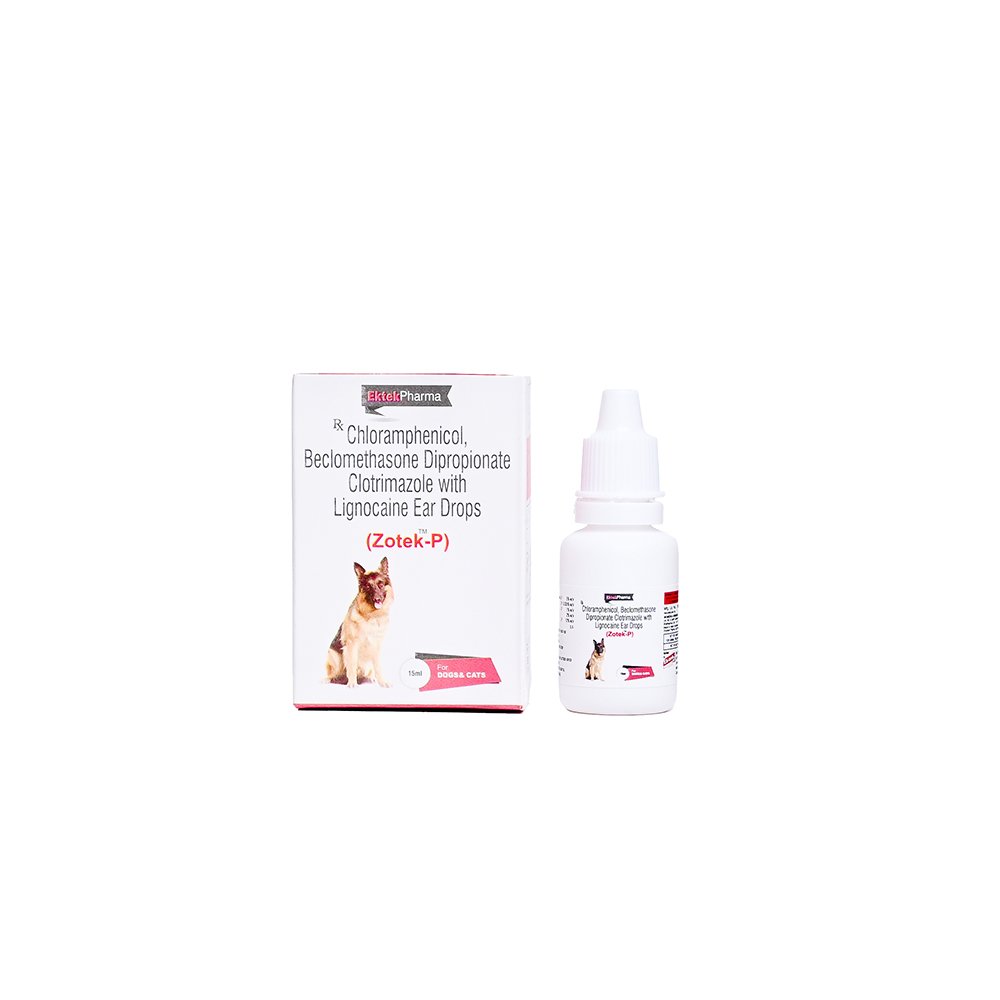 EktekPharma
Rx Chloramphenicol,
Beclomethasone Dipropionate
Clotrimazole with
Lignocaine Ear Drops
(Zotek-P)™
15ml
For
DOGS& CATS
EktekPharma
Chloramphenicol, Beclomethasone
Dipropionate Clotrimazole with
Lignocaine Ear Drops
(Zotek-P)